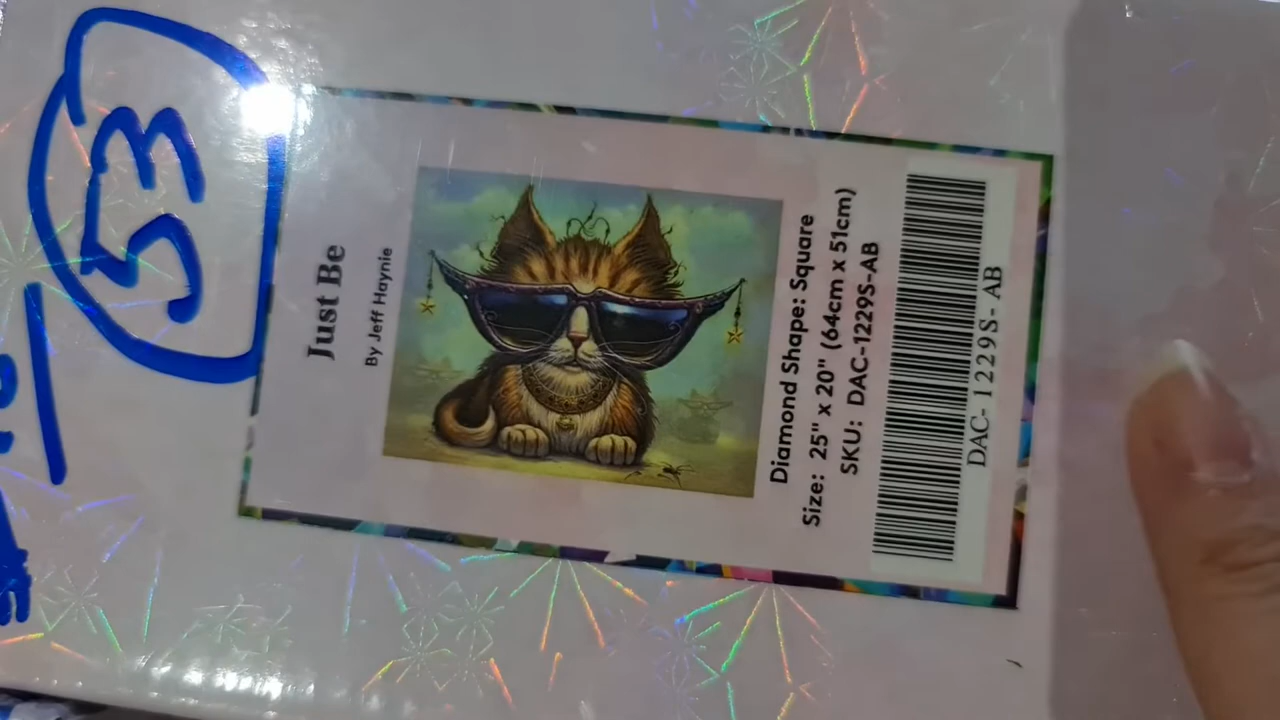 53
Just Be
By Jeff Haynie
Diamond Shape: Square
Size: 25" x 20" (64cm x 51cm)
SKU: DAC-1229S-AB
DAC- 1229S- AB